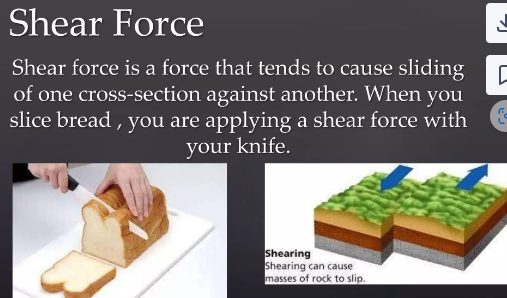 Shear Force
Shear force is a force that tends to cause sliding
of one cross-section against another. When you
slice bread , you are applying a shear force with
your knife.
Shearing
Shearing can cause
masses of rock to slip.